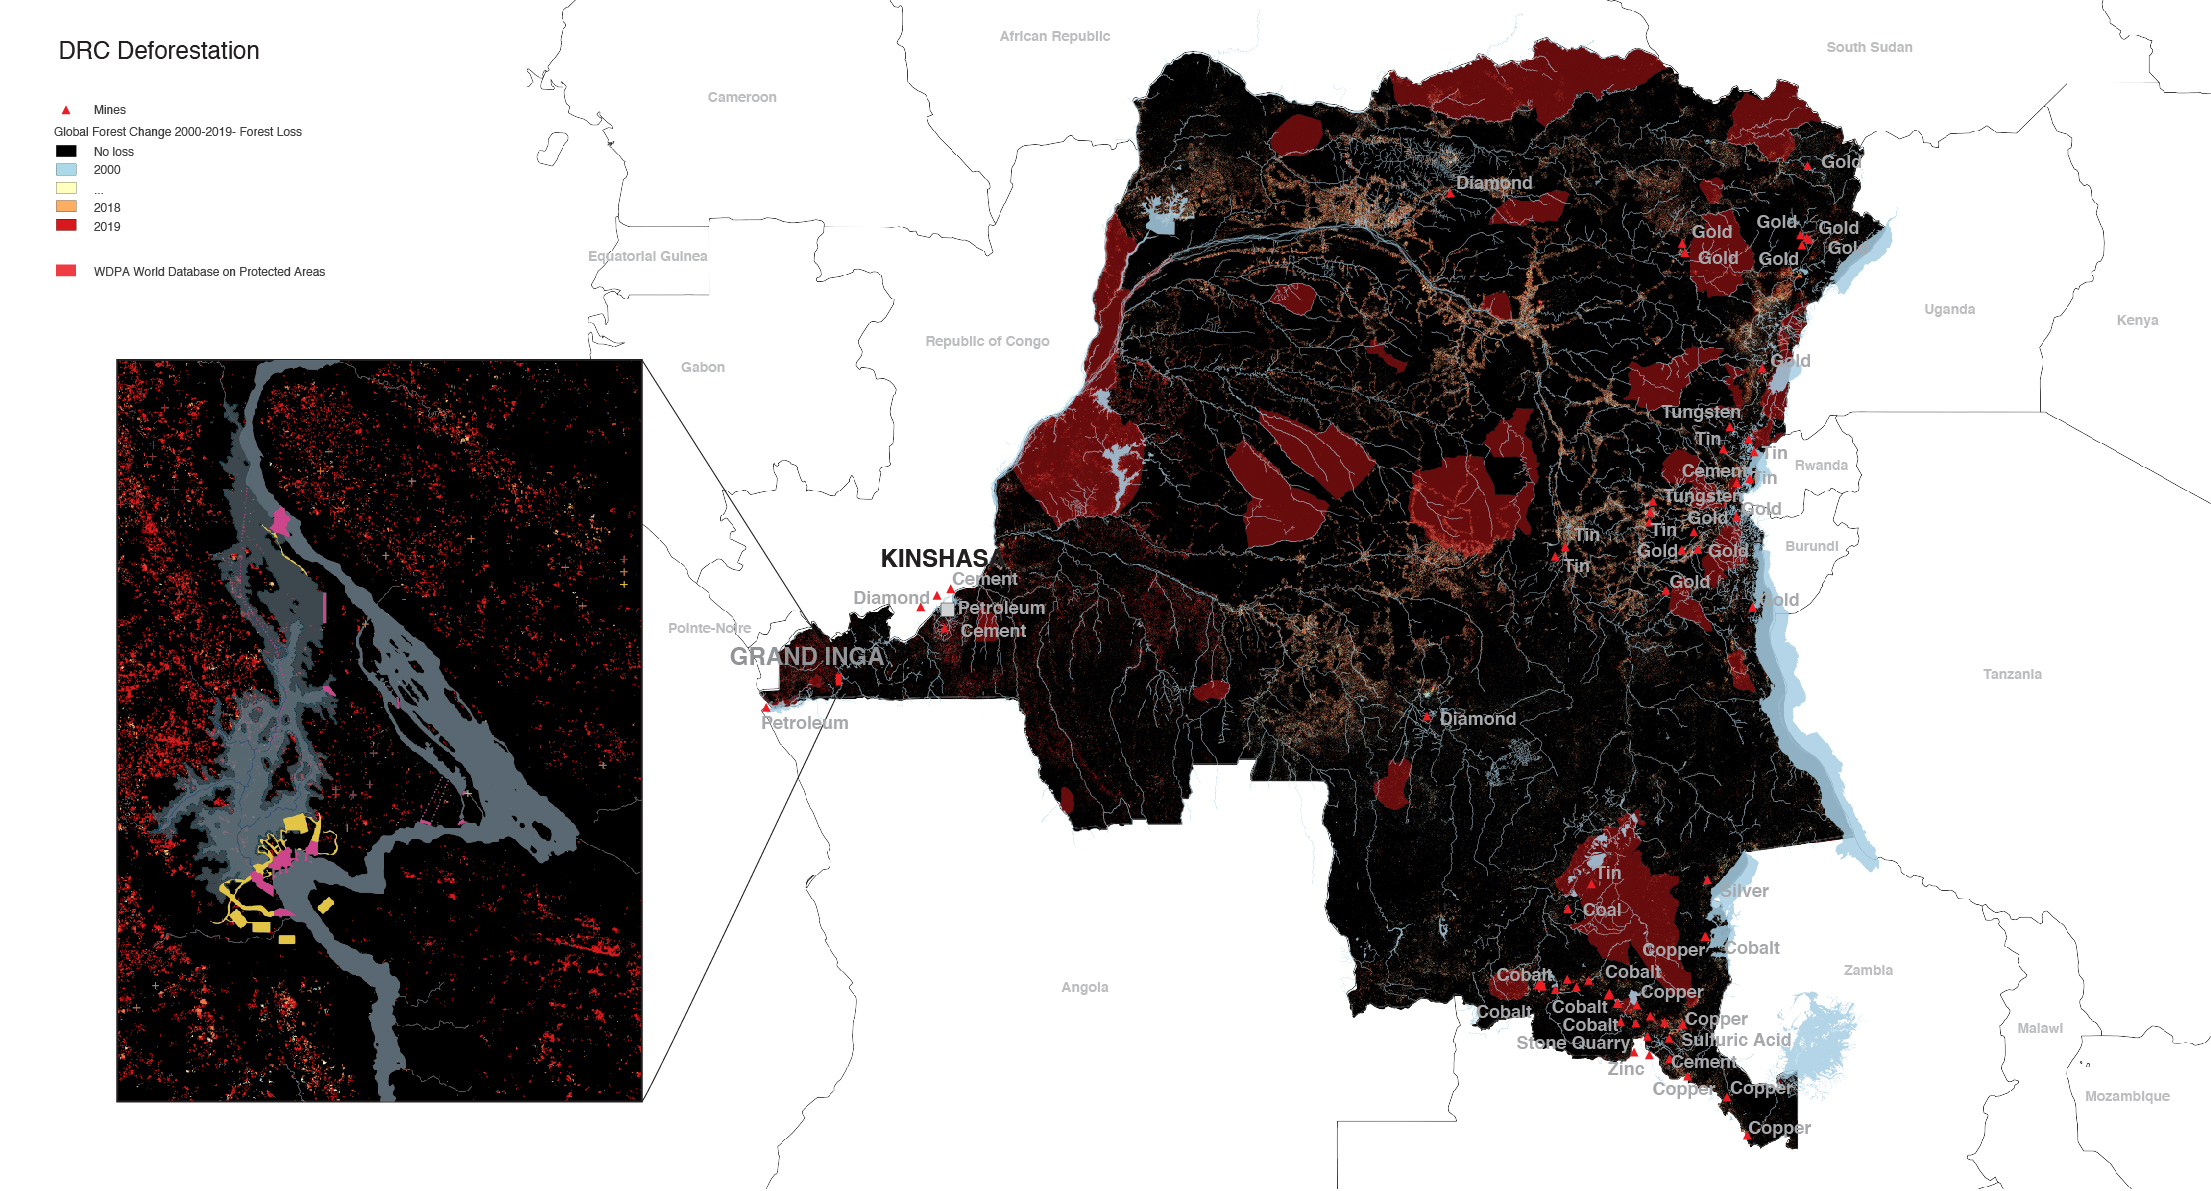 DRC Deforestation
Mines
Global Forest Change 2000-2019- Forest Loss
No loss
2000
...
2018
2019
WDPA World Database on Protected Areas
African Republic
South Sudan
Cameroon
Equatorial Guinea
Gabon
Republic of Congo
Uganda
Kenya
Rwanda
Burundi
Tanzania
Pointe-Noire
Angola
Zambia
Malawi
Mozambique
KINSHASA
GRAND INGA
Cement
Diamond
Petroleum
Cement
Petroleum
Diamond
Gold
Gold
Gold
Gold
Gold
Gold
Gold
Gold
Tungsten
Tin
Tin
Cement
Tin
Tungsten
Gold
Gold
Tin
Tin
Gold
Gold
Tin
Gold
Gold
Diamond
Tin
Coal
Silver
Copper
Cobalt
Cobalt
Cobalt
Copper
Cobalt
Cobalt
Cobalt
Copper
Stone Quarry
Sulfuric Acid
Zinc
Cement
Copper
Copper
Copper